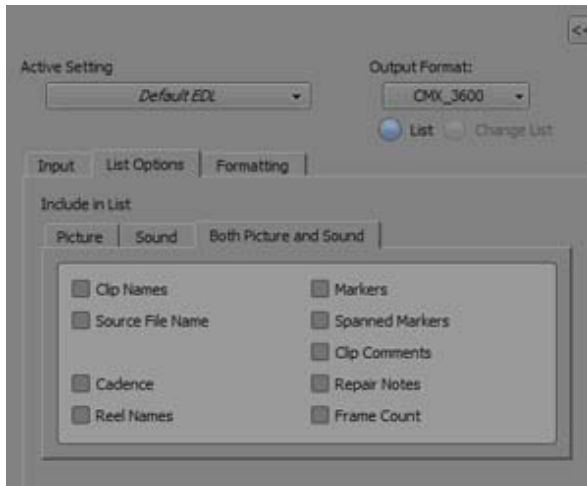 <<
Active Setting
Output Format:
Default EDL
CMX_3600
List
Change List
Input
List Options
Formatting
Include in List
Picture
Sound
Both Picture and Sound
Clip Names
Markers
Source File Name
Spanned Markers
Clip Comments
Cadence
Repair Notes
Reel Names
Frame Count